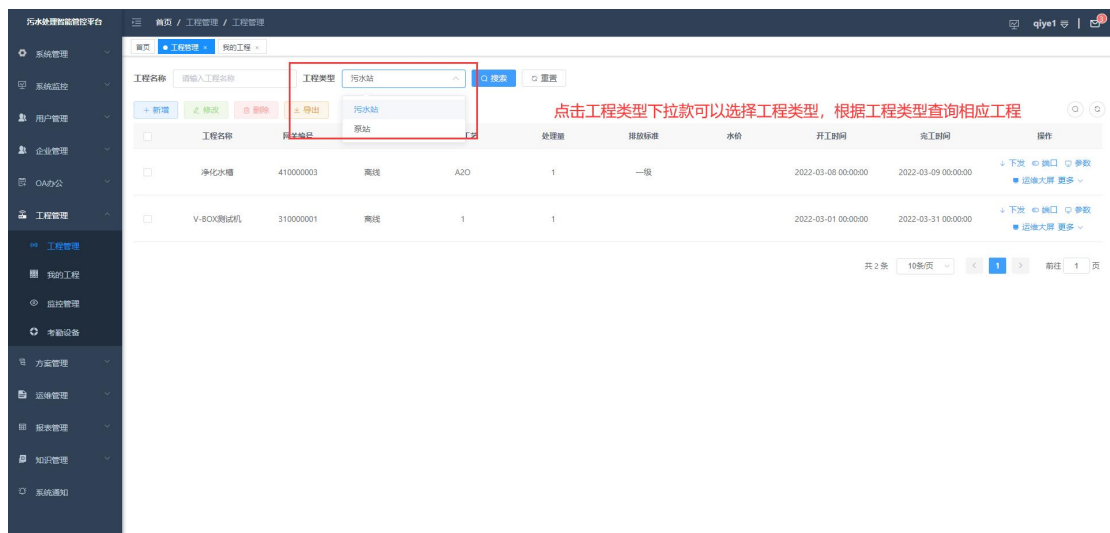 污水处理智能管控平台
首页 / 工程管理 / 工程管理
qiye1
系统管理
系统监控
用户管理
企业管理
OA办公
工程管理
工程管理
我的工程
监控管理
考勤设备
方案管理
运维管理
报表管理
知识管理
系统通知
首页 工程管理 × 我的工程 ×
工程名称 请输入工程名称 工程类型 污水站 搜索 重置
污水站
泵站
+ 新增 修改 删除 导出
点击工程类型下拉款可以选择工程类型，根据工程类型查询相应工程
工程名称 网关编号 工艺 处理量 排放标准 水价 开工时间 完工时间 操作
净化水槽 410000003 离线 A2O 1 一级 2022-03-08 00:00:00 2022-03-09 00:00:00 下发 端口 参数
运维大屏 更多
V-BOX测试机 310000001 离线 1 1 2022-03-01 00:00:00 2022-03-31 00:00:00 下发 端口 参数
运维大屏 更多
共 2 条 10条/页 < 1 > 前往 1 页